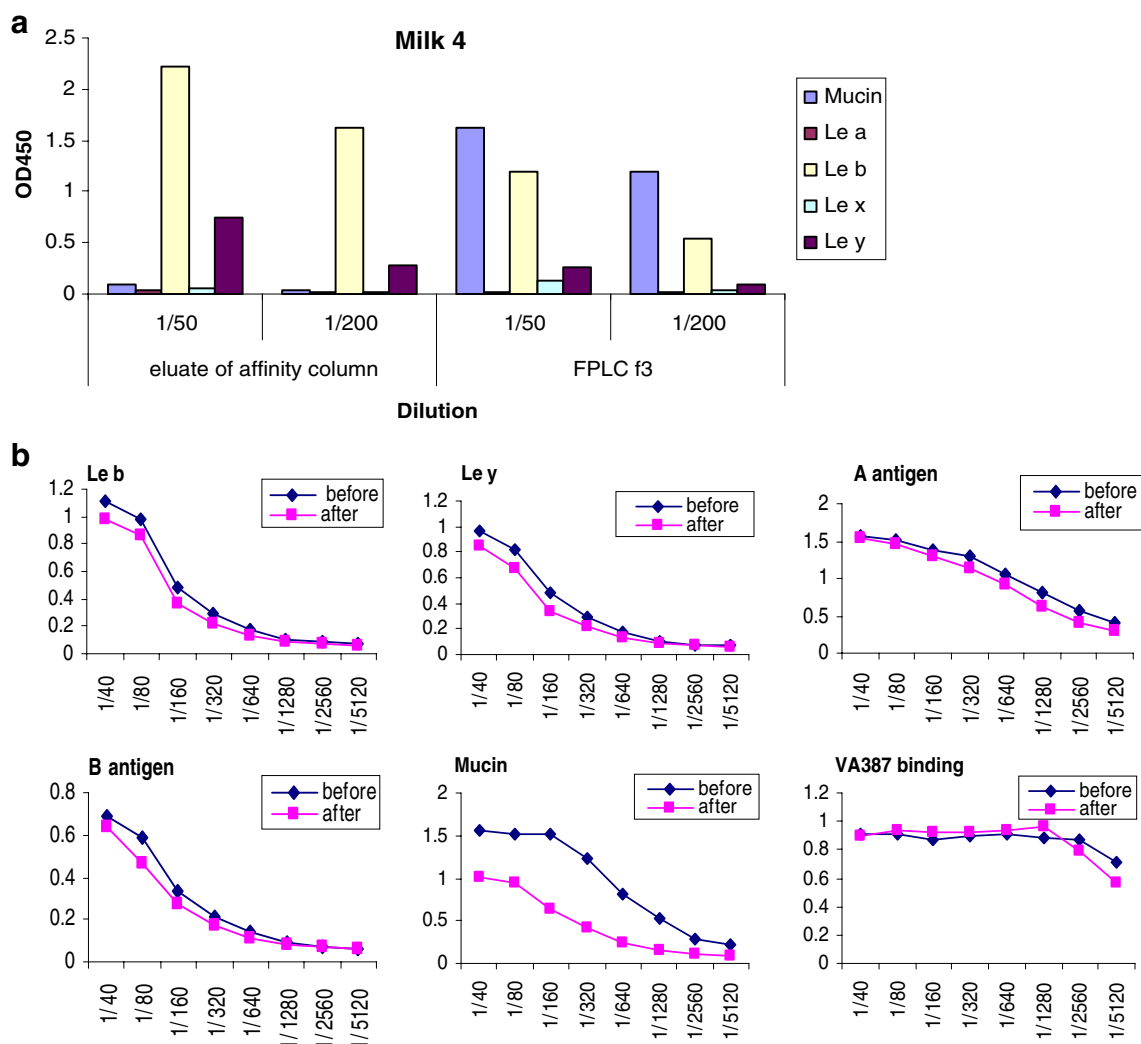 a
Milk 4
2.5
2
1.5
1
0.5
0
OD450
Mucin
Le a
Le b
Le x
Le y
1/50 1/200 1/50 1/200
eluate of affinity column FPLC f3
Dilution
b
Le b
before
after
1.2
1
0.8
0.6
0.4
0.2
0
1/40 1/80 1/160 1/320 1/640 1/1280 1/2560 1/5120
Le y
before
after
1.2
1
0.8
0.6
0.4
0.2
0
1/40 1/80 1/160 1/320 1/640 1/1280 1/2560 1/5120
A antigen
before
after
2
1.5
1
0.5
0
1/40 1/80 1/160 1/320 1/640 1/1280 1/2560 1/5120
B antigen
before
after
0.8
0.6
0.4
0.2
0
1/40 1/80 1/160 1/320 1/640 1/1280 1/2560 1/5120
Mucin
before
after
2
1.5
1
0.5
0
1/40 1/80 1/160 1/320 1/640 1/1280 1/2560 1/5120
VA387 binding
before
after
1.2
1
0.8
0.6
0.4
0.2
0
1/40 1/80 1/160 1/320 1/640 1/1280 1/2560 1/5120